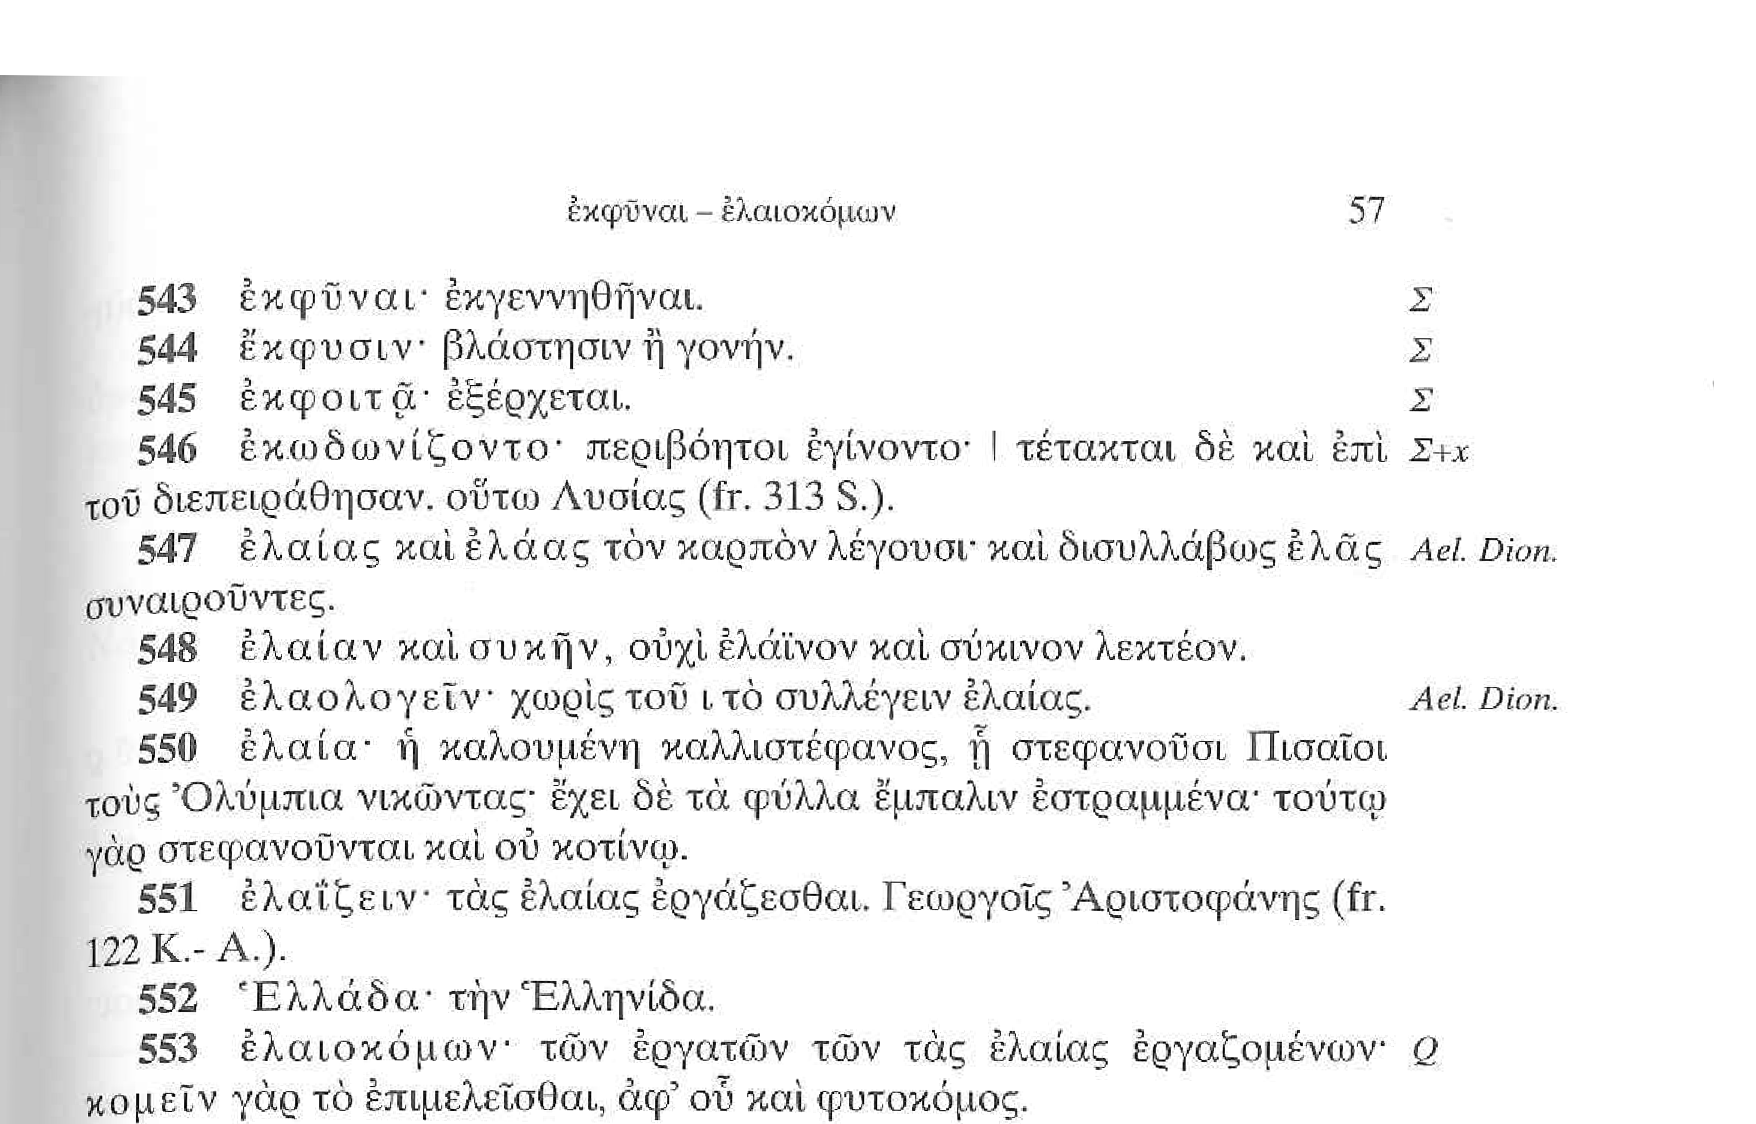 ἐκφῦναι – ἐλαιοκόμων 57
543 ἐκφῦναι· ἐκγεννηθῆναι. Σ
544 ἔκφυσιν· βλάστησιν ἢ γονήν. Σ
545 ἐκφοιτᾷ· ἐξέρχεται. Σ
546 ἐκωδωνίζοντο· περιβόητοι ἐγίνοντο· | τέτακται δὲ καὶ ἐπὶ Σ+x
τοῦ διεπειράθησαν. οὕτω Λυσίας (fr. 313 S.).
547 ἐλαίας καὶ ἐλάας τὸν καρπὸν λέγουσι· καὶ δισυλλάβως ἐλᾶς Ael. Dion.
συναιροῦντες.
548 ἐλαίαν καὶ συκῆν, οὐχὶ ἐλάϊνον καὶ σύκινον λεκτέον.
549 ἐλαολογεῖν· χωρὶς τοῦ ι τὸ συλλέγειν ἐλαίας. Ael. Dion.
550 ἐλαία· ἡ καλουμένη καλλιστέφανος, ᾗ στεφανοῦσι Πισαῖοι
τοὺς Ὀλύμπια νικῶντας· ἔχει δὲ τὰ φύλλα ἔμπαλιν ἐστραμμένα· τούτῳ
γὰρ στεφανοῦνται καὶ οὐ κοτίνῳ.
551 ἐλαΐζειν· τὰς ἐλαίας ἐργάζεσθαι. Γεωργοῖς Ἀριστοφάνης (fr.
122 K.- A.).
552 Ἑλλάδα· τὴν Ἑλληνίδα.
553 ἐλαιοκόμων· τῶν ἐργατῶν τῶν τὰς ἐλαίας ἐργαζομένων· Q
κομεῖν γὰρ τὸ ἐπιμελεῖσθαι, ἀφ’ οὗ καὶ φυτοκόμος.